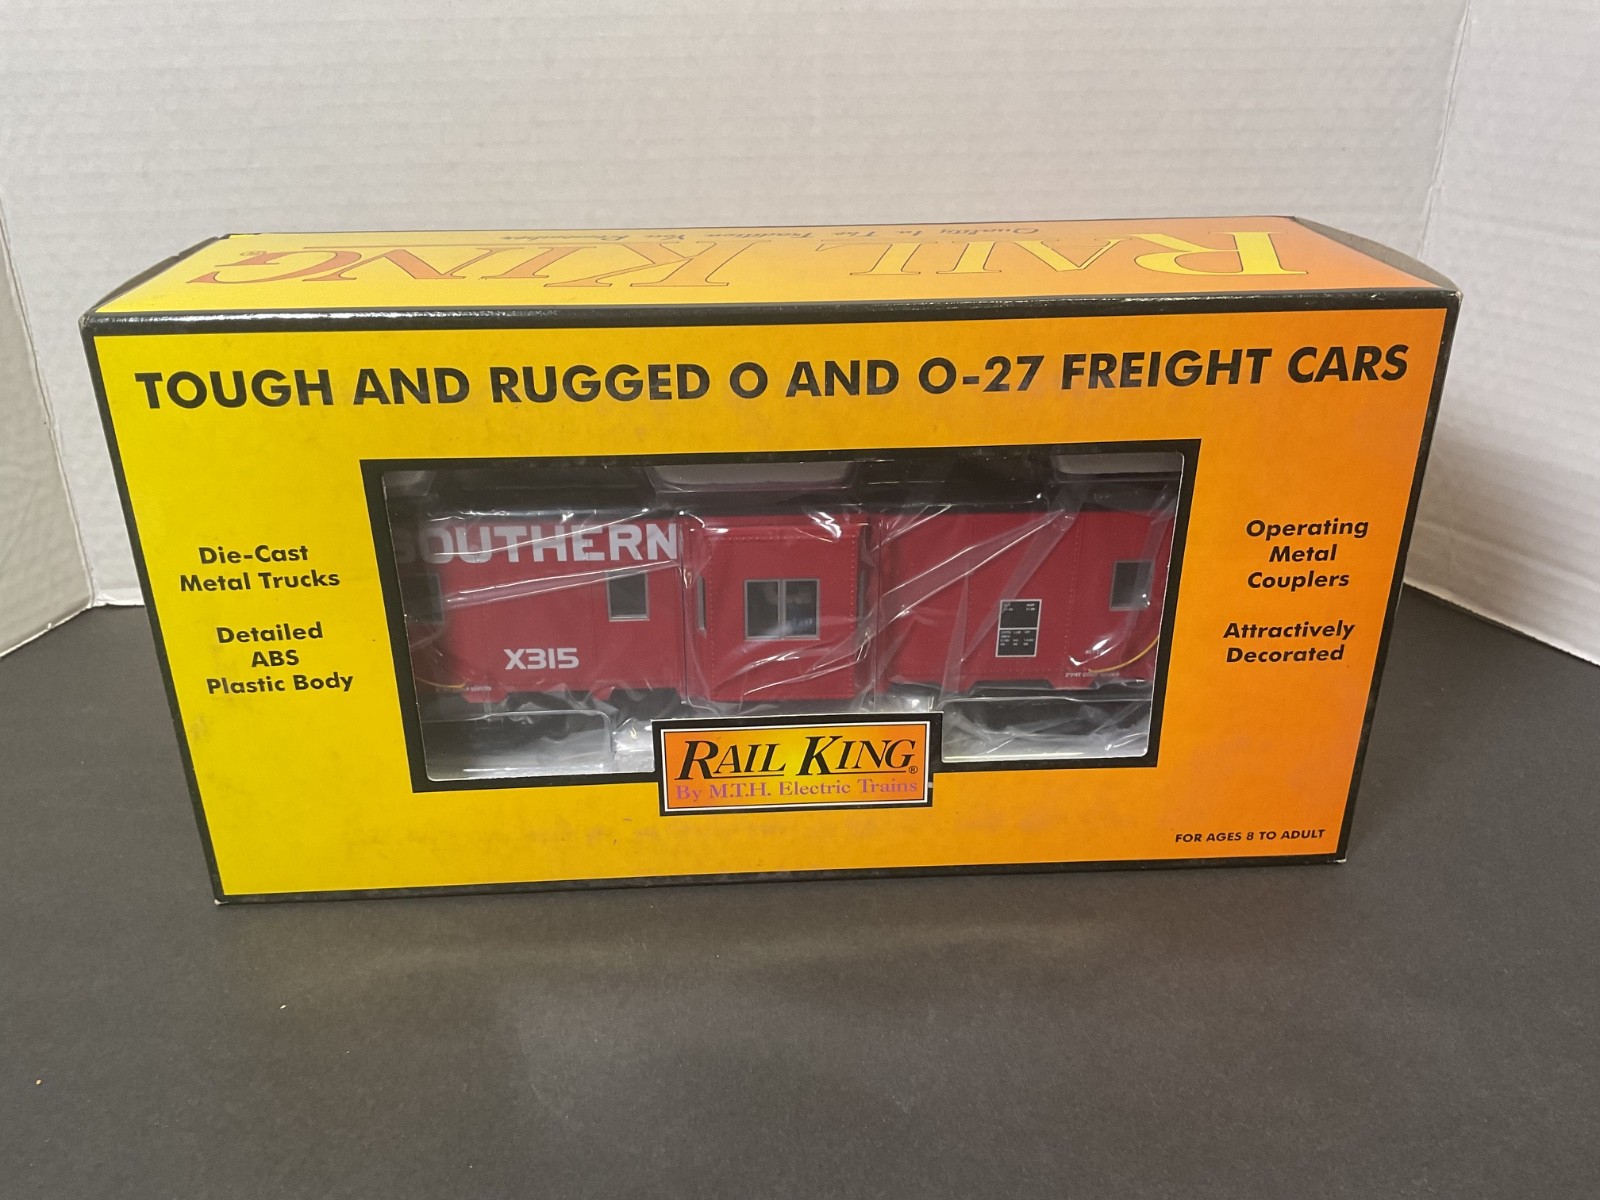 RAIL KING®
Quality In The Tradition You Remember
TOUGH AND RUGGED O AND O-27 FREIGHT CARS
Die-Cast
Metal Trucks
Detailed
ABS
Plastic Body
SOUTHERN
X315
Operating
Metal
Couplers
Attractively
Decorated
RAIL KING®
By M.T.H. Electric Trains
FOR AGES 8 TO ADULT